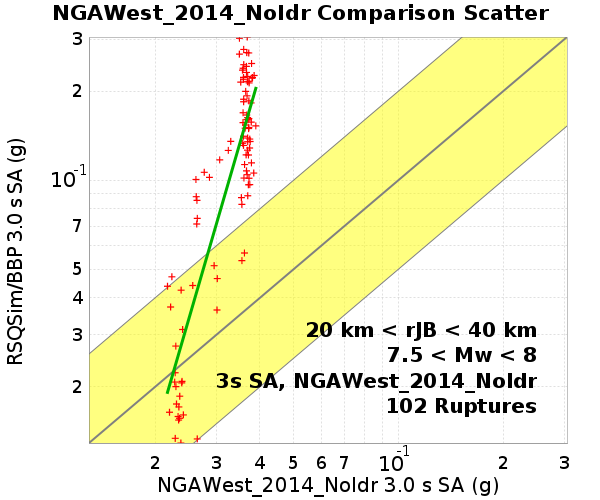 NGAWest_2014_NoIdr Comparison Scatter
3
2
10-1
7
5
4
3
2
RSQSim/BBP 3.0 s SA (g)
20 km < rJB < 40 km
7.5 < Mw < 8
3s SA, NGAWest_2014_NoIdr
102 Ruptures
2 3 4 5 6 7 10-1 2 3
NGAWest_2014_NoIdr 3.0 s SA (g)